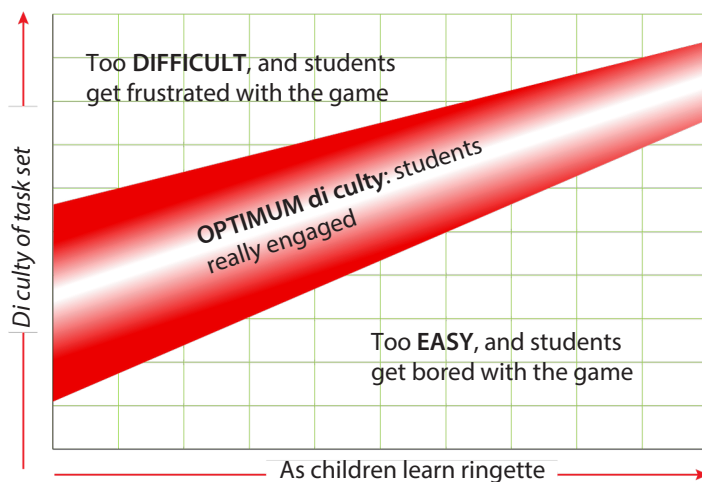 Too DIFFICULT, and students
get frustrated with the game
OPTIMUM di culty: students
really engaged
Too EASY, and students
get bored with the game
Di culty of task set
As children learn ringette